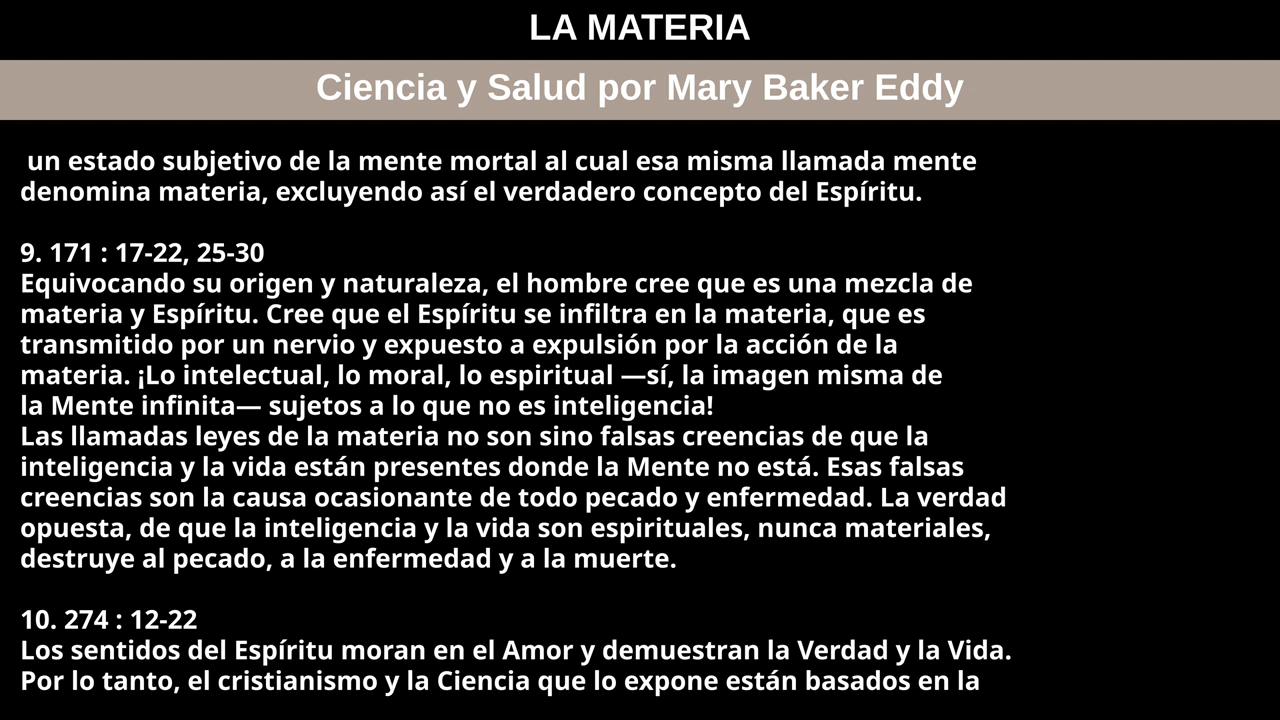 LA MATERIA
Ciencia y Salud por Mary Baker Eddy
un estado subjetivo de la mente mortal al cual esa misma llamada mente
denomina materia, excluyendo así el verdadero concepto del Espíritu.
9. 171 : 17-22, 25-30
Equivocando su origen y naturaleza, el hombre cree que es una mezcla de
materia y Espíritu. Cree que el Espíritu se infiltra en la materia, que es
transmitido por un nervio y expuesto a expulsión por la acción de la
materia. ¡Lo intelectual, lo moral, lo espiritual —sí, la imagen misma de
la Mente infinita— sujetos a lo que no es inteligencia!
Las llamadas leyes de la materia no son sino falsas creencias de que la
inteligencia y la vida están presentes donde la Mente no está. Esas falsas
creencias son la causa ocasionante de todo pecado y enfermedad. La verdad
opuesta, de que la inteligencia y la vida son espirituales, nunca materiales,
destruye al pecado, a la enfermedad y a la muerte.
10. 274 : 12-22
Los sentidos del Espíritu moran en el Amor y demuestran la Verdad y la Vida.
Por lo tanto, el cristianismo y la Ciencia que lo expone están basados en la